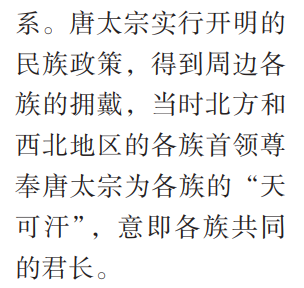 系。唐太宗实行开明的
民族政策，得到周边各
族的拥戴，当时北方和
西北地区的各族首领尊
奉唐太宗为各族的“天
可汗”，意即各族共同
的君长。